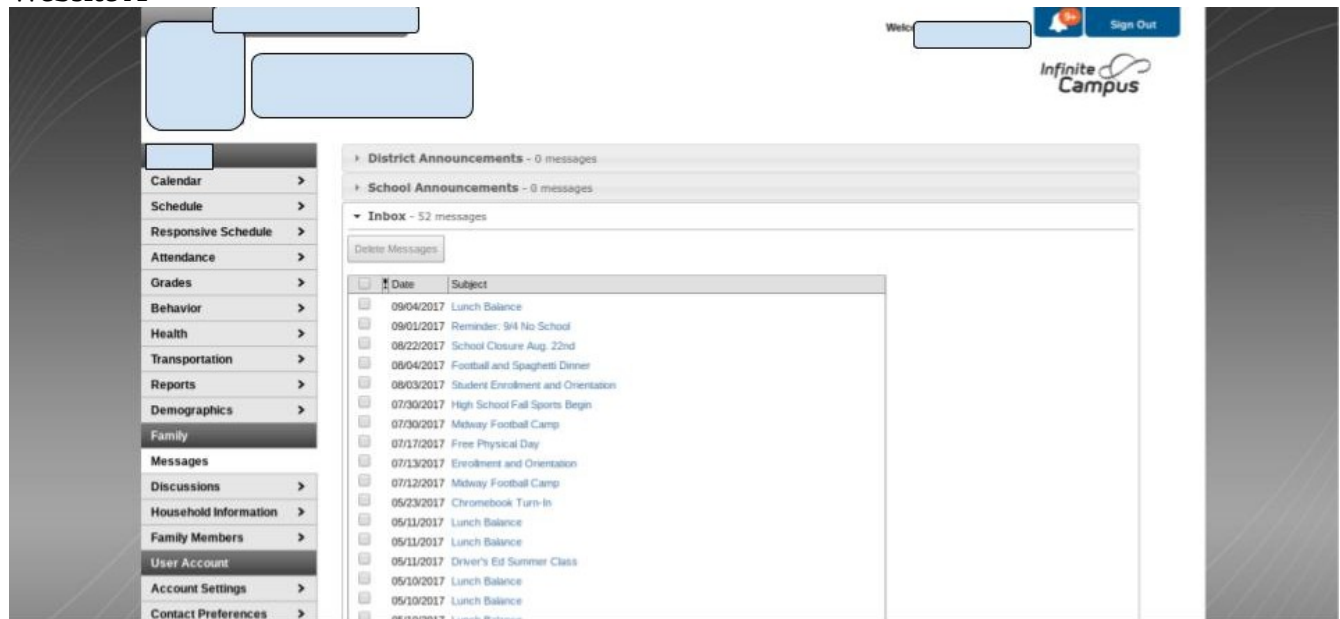 Welco
9+
Sign Out
Infinite
Campus
Calendar
Schedule
Responsive Schedule
Attendance
Grades
Behavior
Health
Transportation
Reports
Demographics
Family
Messages
Discussions
Household Information
Family Members
User Account
Account Settings
Contact Preferences
District Announcements - 0 messages
School Announcements - 0 messages
Inbox - 52 messages
Delete Messages
! Date Subject
09/04/2017 Lunch Balance
09/01/2017 Reminder: 9/4 No School
08/22/2017 School Closure Aug. 22nd
08/04/2017 Football and Spaghetti Dinner
08/03/2017 Student Enrollment and Orientation
07/30/2017 High School Fall Sports Begin
07/30/2017 Midway Football Camp
07/17/2017 Free Physical Day
07/13/2017 Enrollment and Orientation
07/12/2017 Midway Football Camp
05/23/2017 Chromebook Turn-In
05/11/2017 Lunch Balance
05/11/2017 Lunch Balance
05/11/2017 Driver's Ed Summer Class
05/10/2017 Lunch Balance
05/10/2017 Lunch Balance
05/10/2017 Lunch Balance